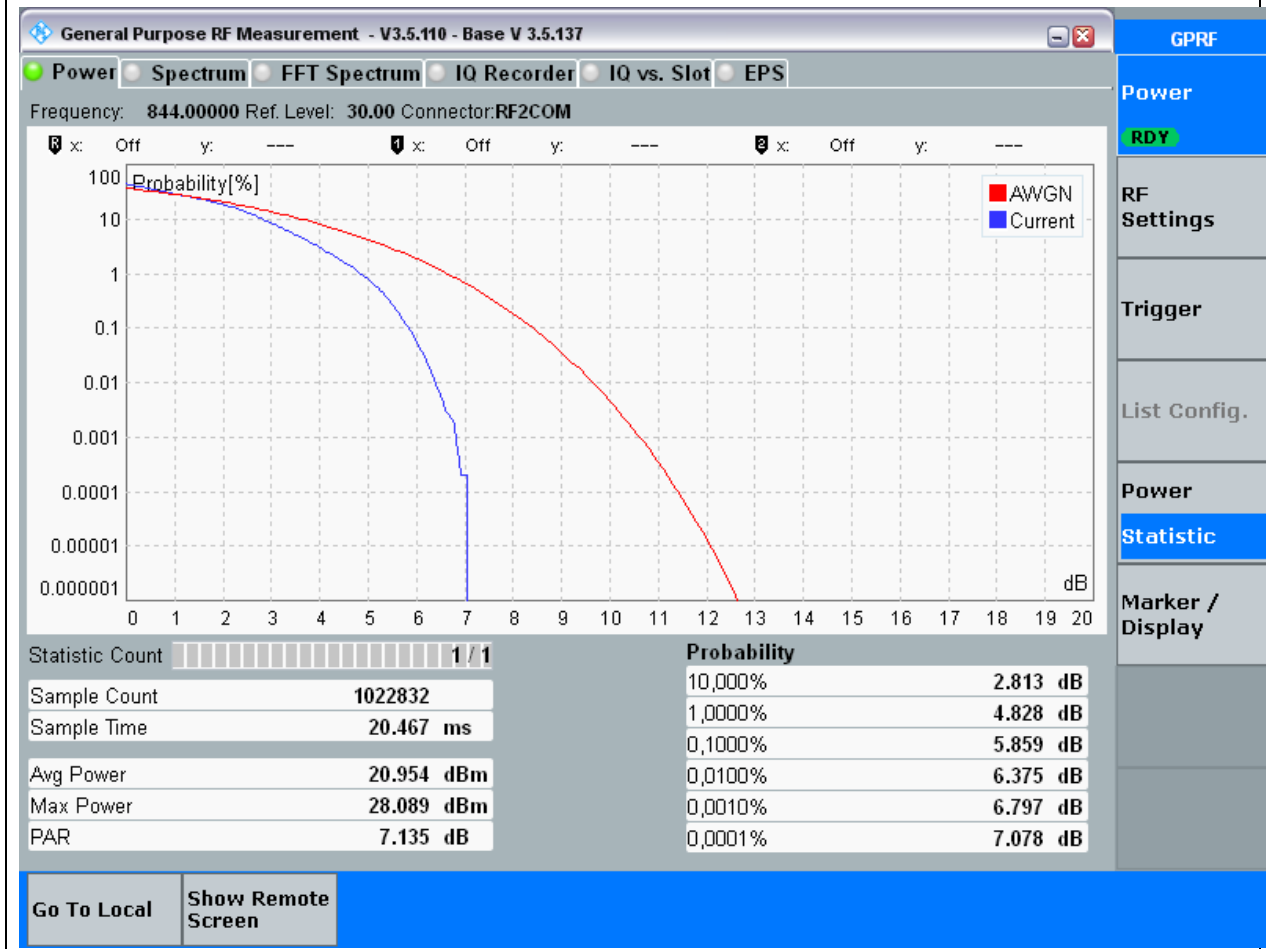 General Purpose RF Measurement - V3.5.110 - Base V 3.5.137
GPRF
Power Spectrum FFT Spectrum IQ Recorder IQ vs. Slot EPS
Frequency: 844.00000 Ref. Level: 30.00 Connector:RF2COM
R x: Off y: --- 1 x: Off y: --- 2 x: Off y: ---
Probability[%]
AWGN
Current
100
10
1
0.1
0.01
0.001
0.0001
0.00001
0.000001
dB
0 1 2 3 4 5 6 7 8 9 10 11 12 13 14 15 16 17 18 19 20
Statistic Count 1 / 1
Sample Count 1022832
Sample Time 20.467 ms
Avg Power 20.954 dBm
Max Power 28.089 dBm
PAR 7.135 dB
Probability
10,000% 2.813 dB
1,0000% 4.828 dB
0,1000% 5.859 dB
0,0100% 6.375 dB
0,0010% 6.797 dB
0,0001% 7.078 dB
Power
RDY
RF
Settings
Trigger
List Config.
Power
Statistic
Marker /
Display
Go To Local
Show Remote
Screen